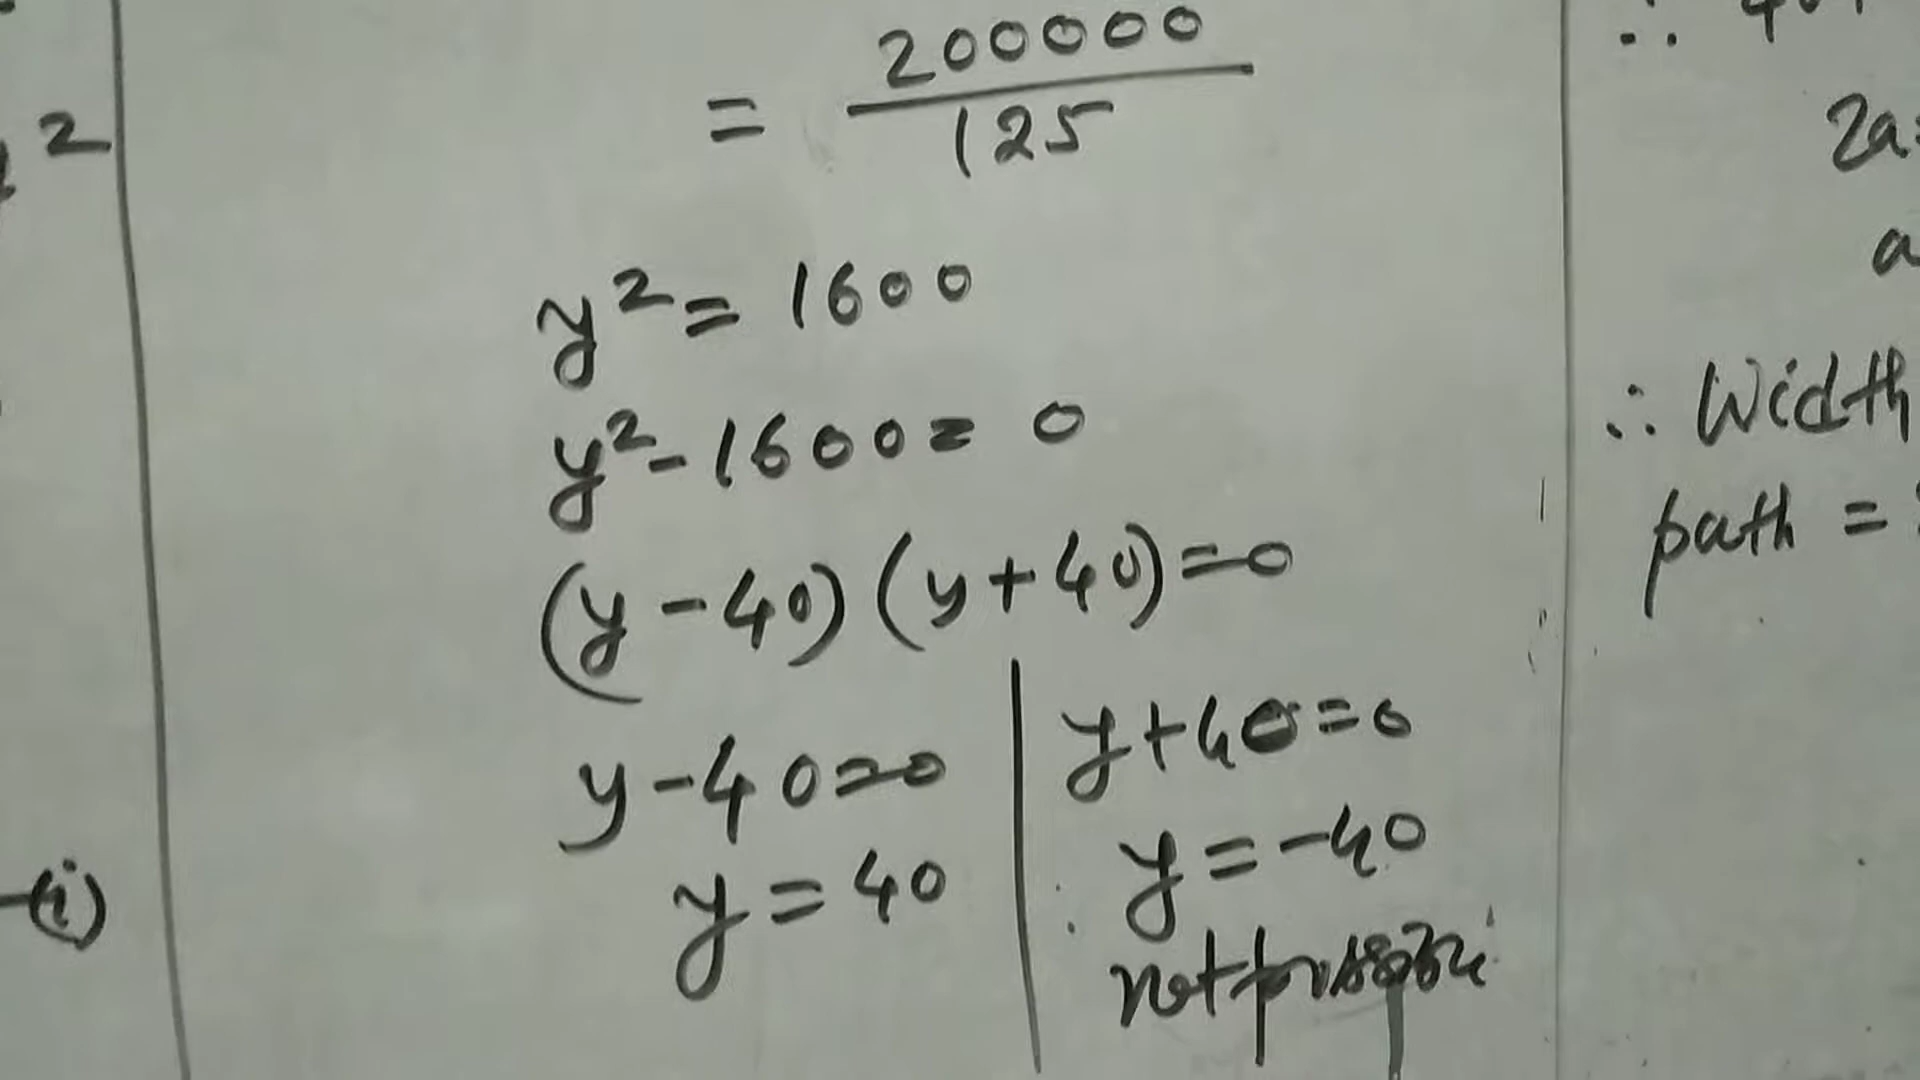 2
-(i)
= 200000
125
y² = 1600
y² - 1600 = 0
(y - 40) (y + 40) = 0
y - 40 = 0
y = 40
y + 40 = 0
y = -40
not possible
∴
2a =
a
∴ Width
path =